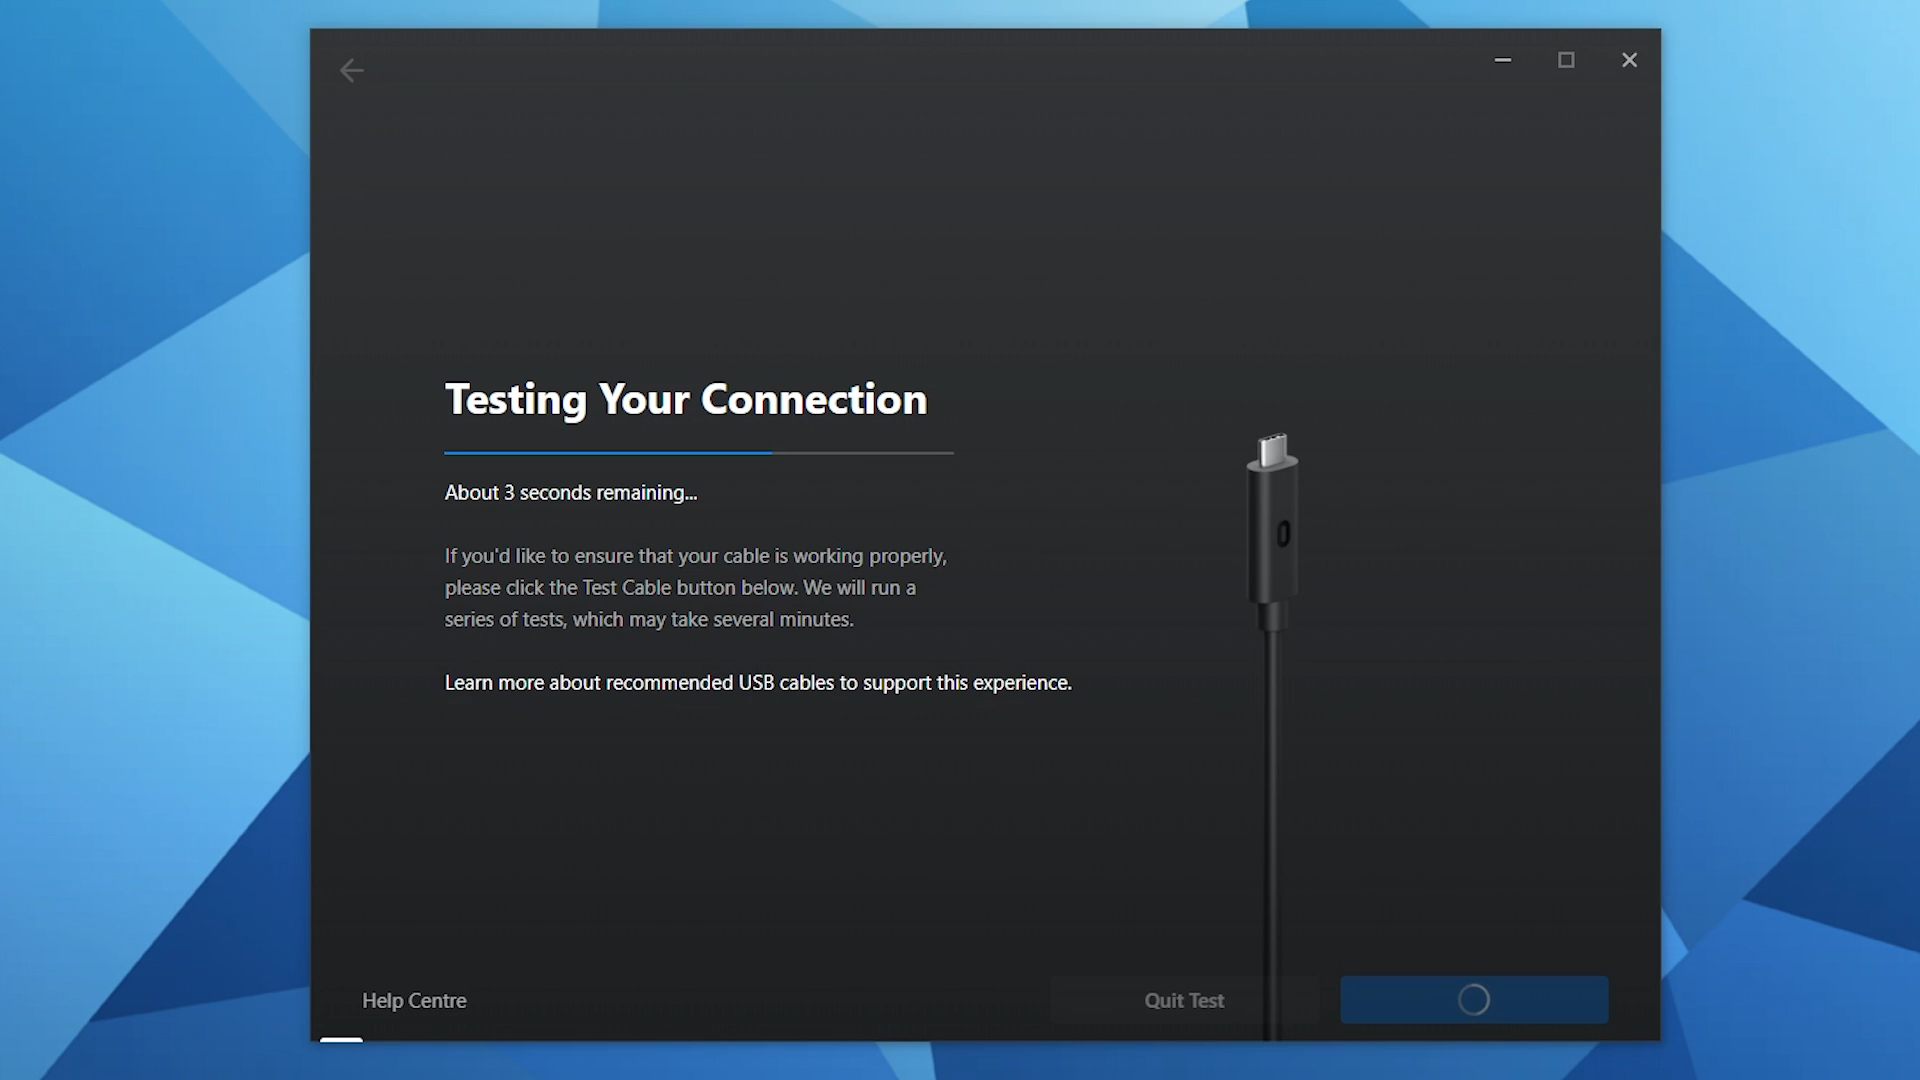 Testing Your Connection
About 3 seconds remaining...
If you'd like to ensure that your cable is working properly,
please click the Test Cable button below. We will run a
series of tests, which may take several minutes.
Learn more about recommended USB cables to support this experience.
Help Centre
Quit Test